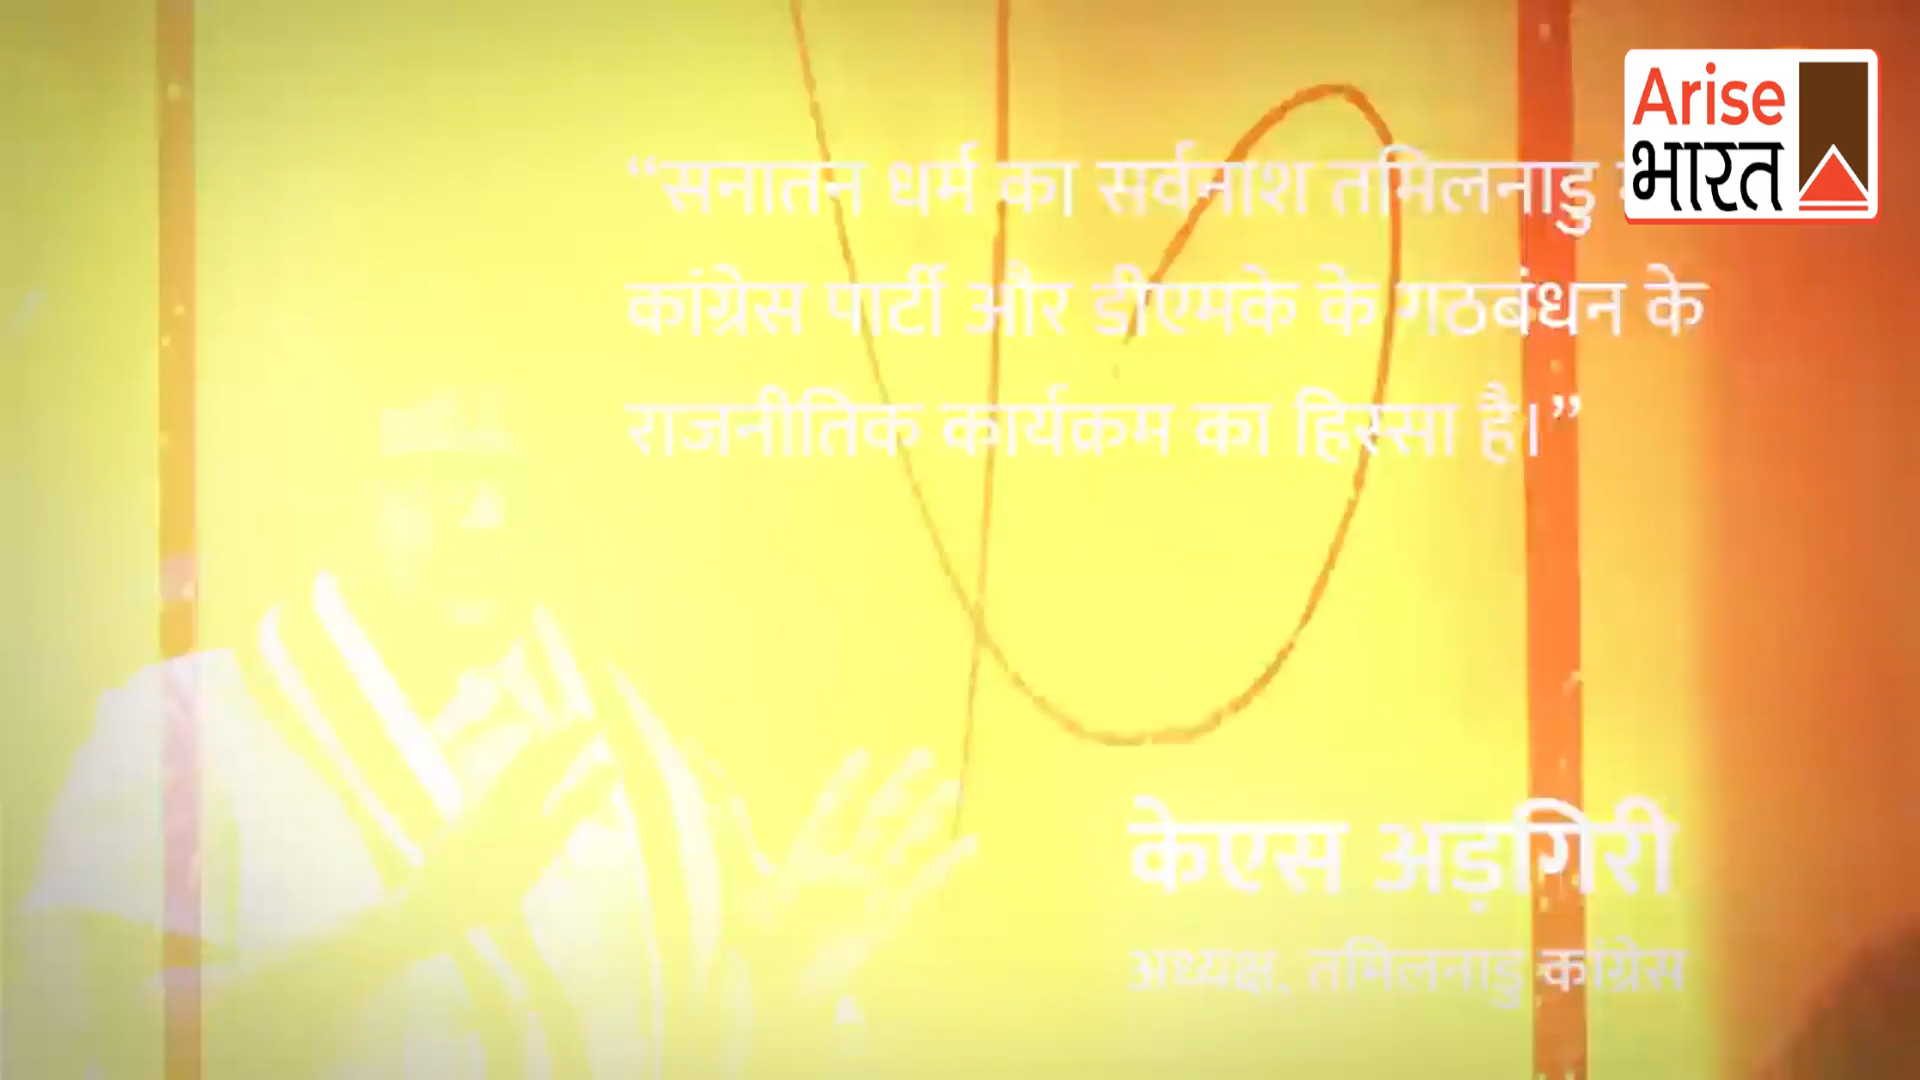 Arise
भारत
“सनातन धर्म का सर्वनाश तमिलनाडु
कांग्रेस पार्टी और डीएमके के गठबंधन के
राजनीतिक कार्यक्रम का हिस्सा है।”
केएस अड़गिरी
अध्यक्ष, तमिलनाडु कांग्रेस